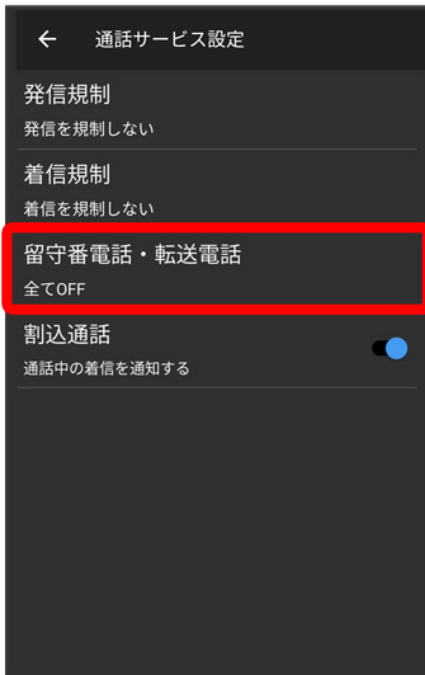 通話サービス設定
発信規制
発信を規制しない
着信規制
着信を規制しない
留守番電話・転送電話
全てOFF
割込通話
通話中の着信を通知する